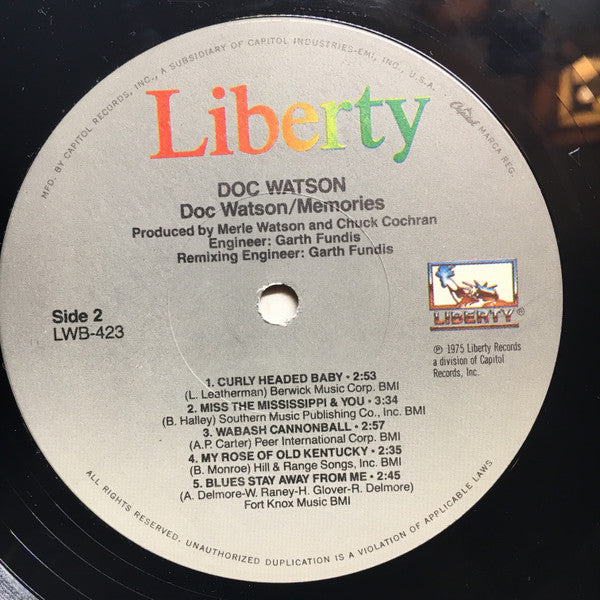 MFD. BY CAPITOL RECORDS, INC., A SUBSIDIARY OF CAPITOL INDUSTRIES-EMI, INC., U.S.A.
Capitol MARCA REG.
Liberty
DOC WATSON
Doc Watson/Memories
Produced by Merle Watson and Chuck Cochran
Engineer: Garth Fundis
Remixing Engineer: Garth Fundis
Side 2
LWB-423
LIBERTY®
℗ 1975 Liberty Records
a division of Capitol
Records, Inc.
1. CURLY HEADED BABY • 2:53
(L. Leatherman) Berwick Music Corp. BMI
2. MISS THE MISSISSIPPI & YOU • 3:34
(B. Halley) Southern Music Publishing Co., Inc. BMI
3. WABASH CANNONBALL • 2:57
(A.P. Carter) Peer International Corp. BMI
4. MY ROSE OF OLD KENTUCKY • 2:35
(B. Monroe) Hill & Range Songs, Inc. BMI
5. BLUES STAY AWAY FROM ME • 2:45
(A. Delmore-W. Raney-H. Glover-R. Delmore)
Fort Knox Music BMI
ALL RIGHTS RESERVED. UNAUTHORIZED DUPLICATION IS A VIOLATION OF APPLICABLE LAWS